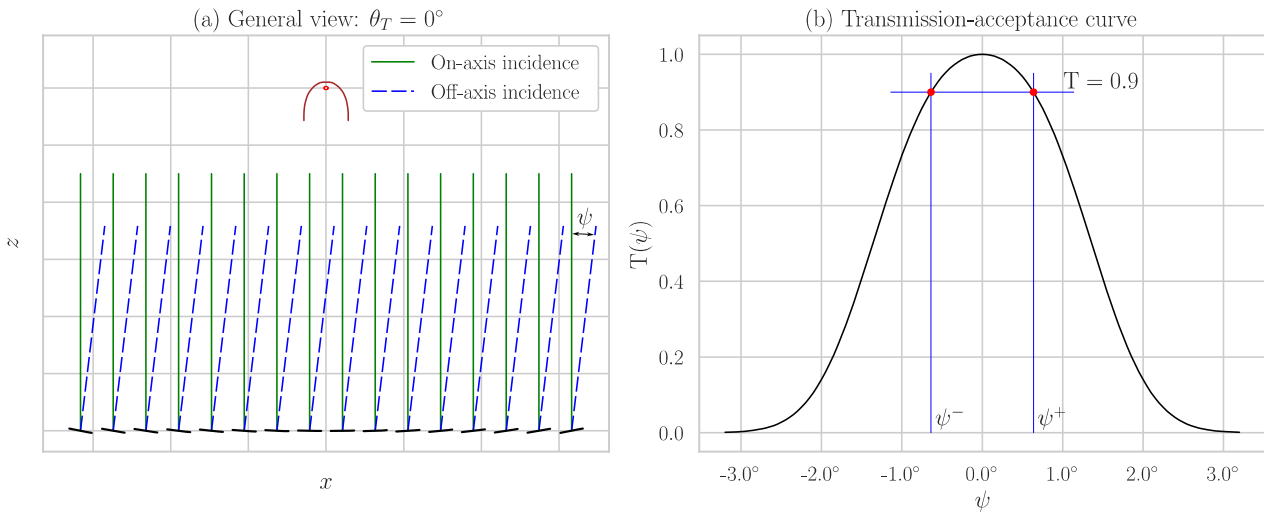 (a) General view: θ_T = 0°
On-axis incidence
Off-axis incidence
ψ
z
x
(b) Transmission-acceptance curve
T = 0.9
ψ⁻
ψ⁺
T(ψ)
1.0
0.8
0.6
0.4
0.2
0.0
-3.0° -2.0° -1.0° 0.0° 1.0° 2.0° 3.0°
ψ